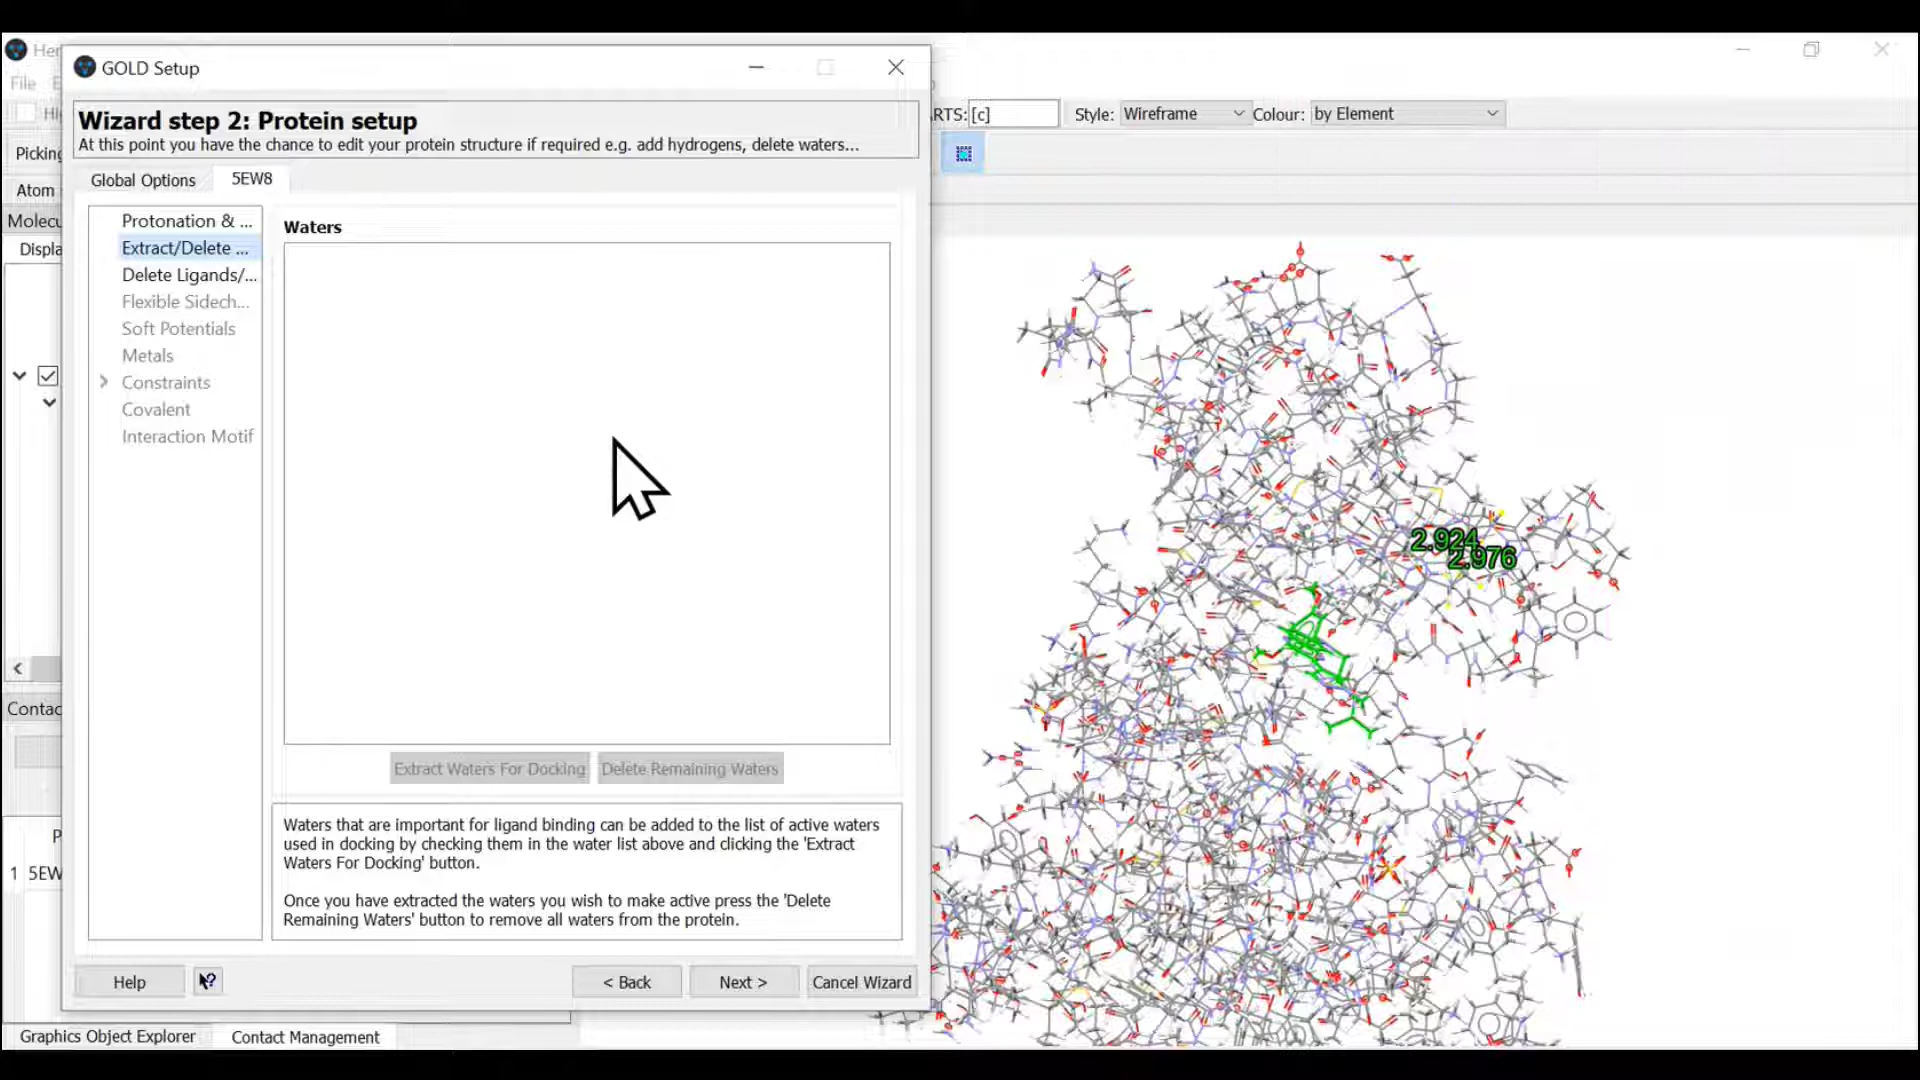 Her
GOLD Setup
File
Wizard step 2: Protein setup
At this point you have the chance to edit your protein structure if required e.g. add hydrogens, delete waters...
RTS: [c]
Style: Wireframe
Colour: by Element
Picking
Atom
Molecu
Displa
Global Options
5EW8
Protonation & ...
Extract/Delete ...
Delete Ligands/...
Flexible Sidech...
Soft Potentials
Metals
Constraints
Covalent
Interaction Motif
Waters
2.924
2.976
Contac
Extract Waters For Docking
Delete Remaining Waters
Waters that are important for ligand binding can be added to the list of active waters
used in docking by checking them in the water list above and clicking the 'Extract
Waters For Docking' button.
Once you have extracted the waters you wish to make active press the 'Delete
Remaining Waters' button to remove all waters from the protein.
1 5EW
Help
< Back
Next >
Cancel Wizard
Graphics Object Explorer
Contact Management